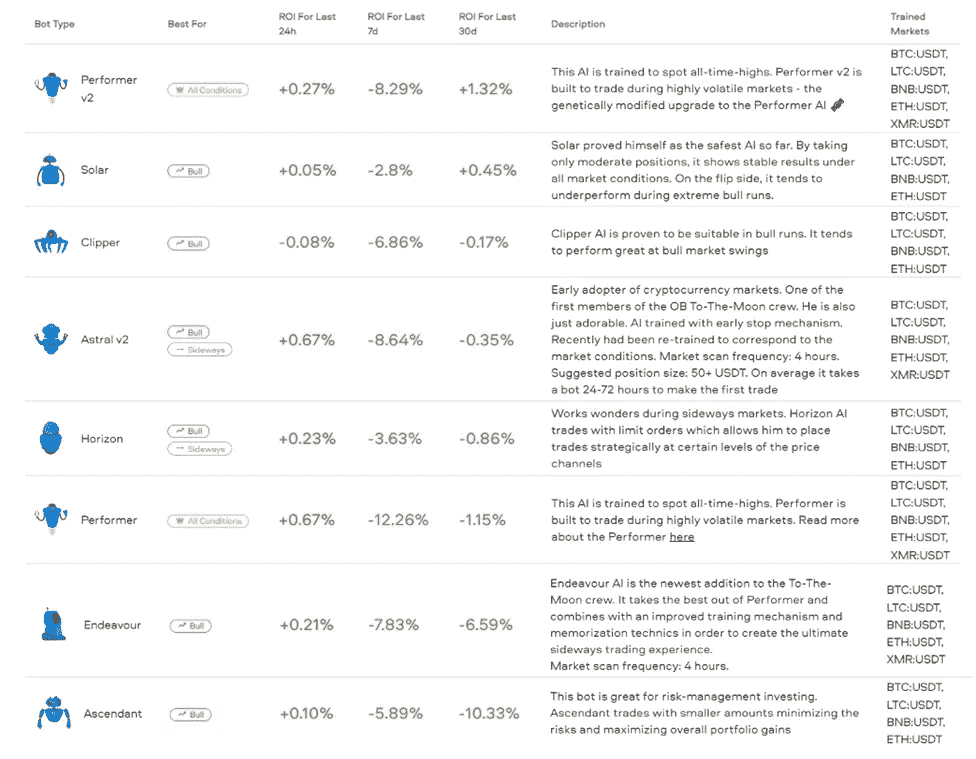 Bot Type
Best For
ROI For Last
24h
ROI For Last
7d
ROI For Last
30d
Description
Trained
Markets
Performer
v2
All Conditions
+0.27%
-8.29%
+1.32%
This AI is trained to spot all-time-highs. Performer v2 is
built to trade during highly volatile markets - the
genetically modified upgrade to the Performer AI
BTC:USDT,
LTC:USDT,
BNB:USDT,
ETH:USDT,
XMR:USDT
Solar
Bull
+0.05%
-2.8%
+0.45%
Solar proved himself as the safest AI so far. By taking
only moderate positions, it shows stable results under
all market conditions. On the flip side, it tends to
underperform during extreme bull runs.
BTC:USDT,
LTC:USDT,
BNB:USDT,
ETH:USDT
Clipper
Bull
-0.08%
-6.86%
-0.17%
Clipper AI is proven to be suitable in bull runs. It tends
to perform great at bull market swings
BTC:USDT,
LTC:USDT,
BNB:USDT,
ETH:USDT
Astral v2
Bull
Sideways
+0.67%
-8.64%
-0.35%
Early adopter of cryptocurrency markets. One of the
first members of the OB To-The-Moon crew. He is also
just adorable. AI trained with early stop mechanism.
Recently had been re-trained to correspond to the
market conditions. Market scan frequency: 4 hours.
Suggested position size: 50+ USDT. On average it takes
a bot 24-72 hours to make the first trade
BTC:USDT,
LTC:USDT,
BNB:USDT,
ETH:USDT,
XMR:USDT
Horizon
Bull
Sideways
+0.23%
-3.63%
-0.86%
Works wonders during sideways markets. Horizon AI
trades with limit orders which allows him to place
trades strategically at certain levels of the price
channels
BTC:USDT,
LTC:USDT,
BNB:USDT,
ETH:USDT
Performer
All Conditions
+0.67%
-12.26%
-1.15%
This AI is trained to spot all-time-highs. Performer is
built to trade during highly volatile markets. Read more
about the Performer here
BTC:USDT,
LTC:USDT,
BNB:USDT,
ETH:USDT,
XMR:USDT
Endeavour
Bull
+0.21%
-7.83%
-6.59%
Endeavour AI is the newest addition to the To-The-
Moon crew. It takes the best out of Performer and
combines with an improved training mechanism and
memorization technics in order to create the ultimate
sideways trading experience.
Market scan frequency: 4 hours.
BTC:USDT,
LTC:USDT,
BNB:USDT,
ETH:USDT,
XMR:USDT
Ascendant
Bull
+0.10%
-5.89%
-10.33%
This bot is great for risk-management investing.
Ascendant trades with smaller amounts minimizing the
risks and maximizing overall portfolio gains
BTC:USDT,
LTC:USDT,
BNB:USDT,
ETH:USDT